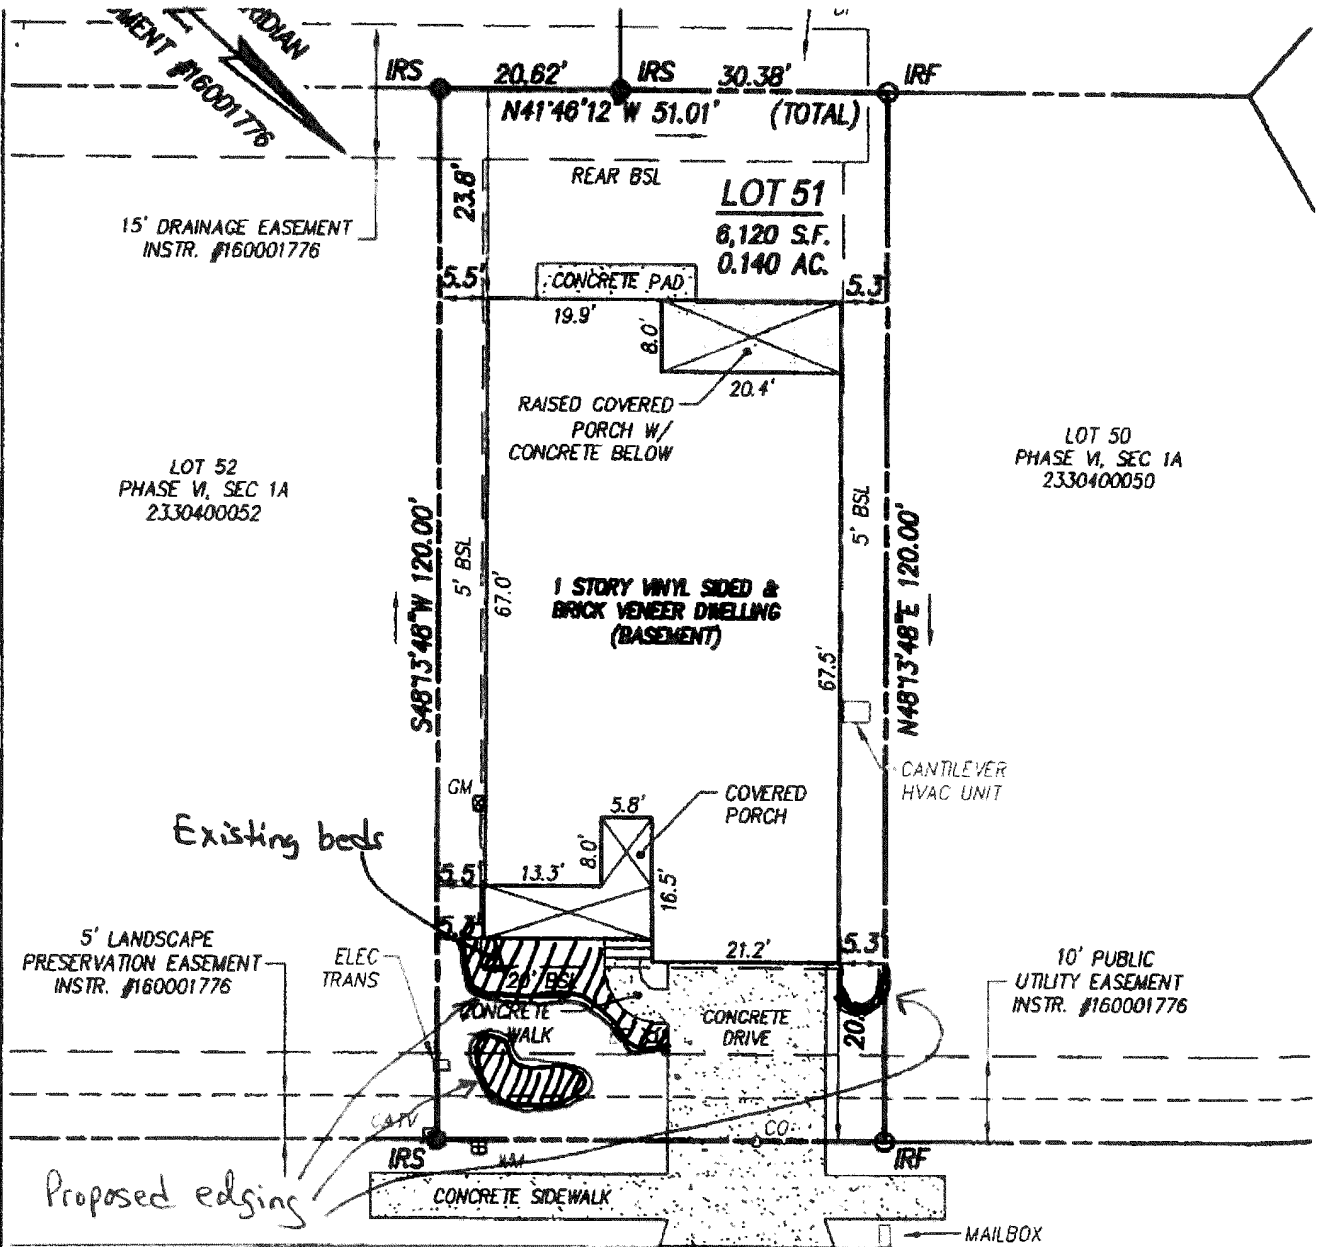 RIDIAN
MENT #16001776
IRS
20.62'
IRS
30.38'
IRF
N41°46'12"W 51.01' (TOTAL)
REAR BSL
23.8'
LOT 51
6,120 S.F.
0.140 AC.
15' DRAINAGE EASEMENT
INSTR. #160001776
5.5'
CONCRETE PAD
5.3'
19.9'
8.0'
20.4'
RAISED COVERED
PORCH W/
CONCRETE BELOW
LOT 52
PHASE VI, SEC 1A
2330400052
LOT 50
PHASE VI, SEC 1A
2330400050
S48°13'48"W 120.00'
5' BSL
67.0'
1 STORY VINYL SIDED &
BRICK VENEER DWELLING
(BASEMENT)
67.5'
5' BSL
N48°13'48"E 120.00'
CANTILEVER
HVAC UNIT
GM
5.8'
COVERED
PORCH
8.0'
Existing beds
5.5'
13.3'
16.5'
21.2'
5.3'
5' LANDSCAPE
PRESERVATION EASEMENT
INSTR. #160001776
ELEC
TRANS
20' BSL
CONCRETE
WALK
CONCRETE
DRIVE
20.
10' PUBLIC
UTILITY EASEMENT
INSTR. #160001776
CATV
CO
IRS
WM
IRF
Proposed edging
CONCRETE SIDEWALK
MAILBOX